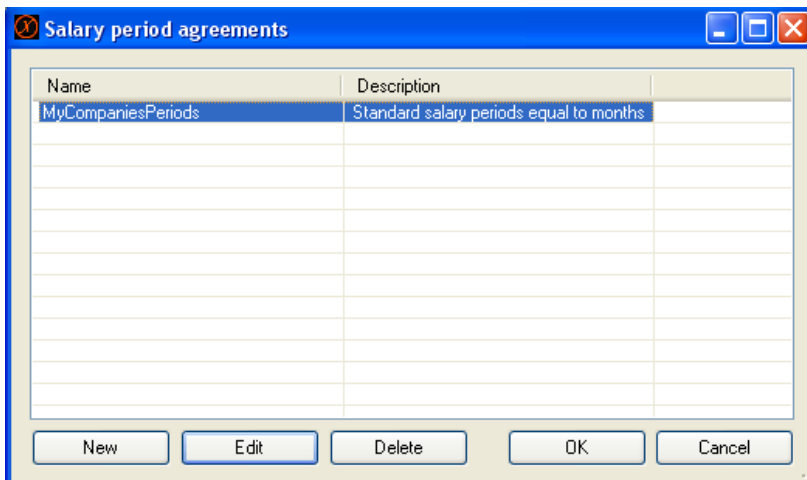 Salary period agreements
Name Description
MyCompaniesPeriods Standard salary periods equal to months
New Edit Delete OK Cancel